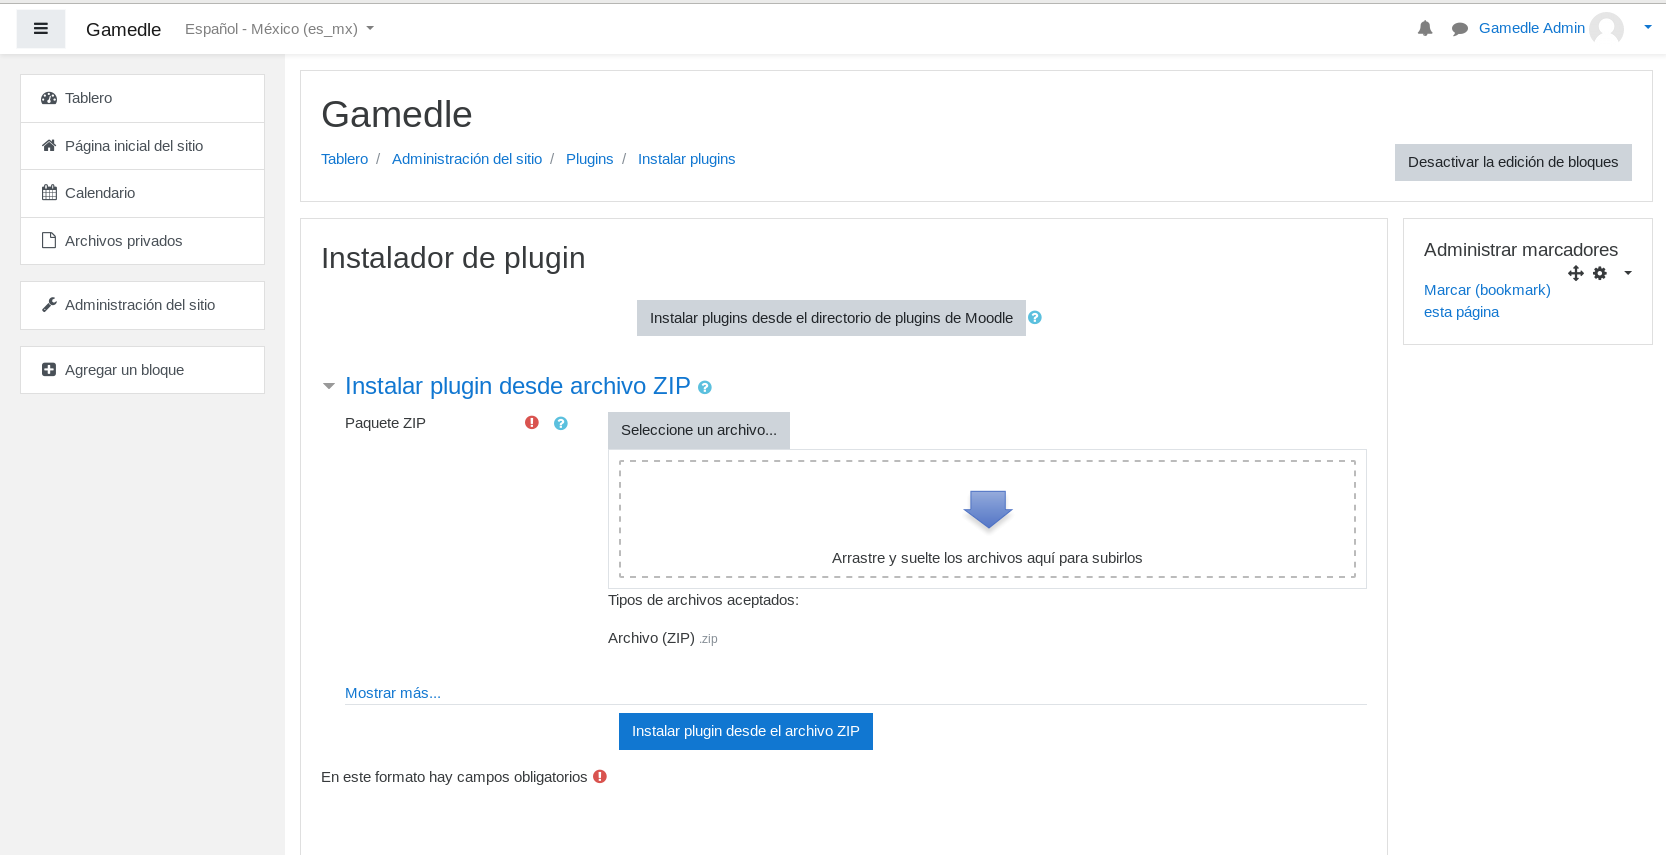 Gamedle
Español - México (es_mx)
Gamedle Admin
Tablero
Página inicial del sitio
Calendario
Archivos privados
Administración del sitio
Agregar un bloque
Gamedle
Tablero / Administración del sitio / Plugins / Instalar plugins
Desactivar la edición de bloques
Instalador de plugin
Instalar plugins desde el directorio de plugins de Moodle
Instalar plugin desde archivo ZIP
Paquete ZIP
Seleccione un archivo...
Arrastre y suelte los archivos aquí para subirlos
Tipos de archivos aceptados:
Archivo (ZIP) .zip
Mostrar más...
Instalar plugin desde el archivo ZIP
En este formato hay campos obligatorios
Administrar marcadores
Marcar (bookmark)
esta página